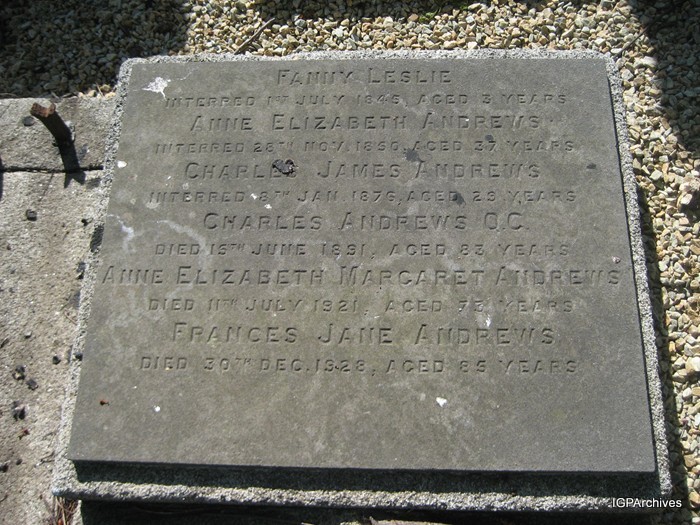 FANNY LESLIE
INTERRED 1ST JULY 1845, AGED 3 YEARS
ANNE ELIZABETH ANDREWS
INTERRED 28TH NOV. 1850, AGED 37 YEARS
CHARLES JAMES ANDREWS
INTERRED 8TH JAN. 1876, AGED 29 YEARS
CHARLES ANDREWS Q.C.
DIED 15TH JUNE 1891, AGED 83 YEARS
ANNE ELIZABETH MARGARET ANDREWS
DIED 11TH JULY 1921 AGED 73 YEARS
FRANCES JANE ANDREWS
DIED 30TH DEC. 1928, AGED 85 YEARS
IGPArchives